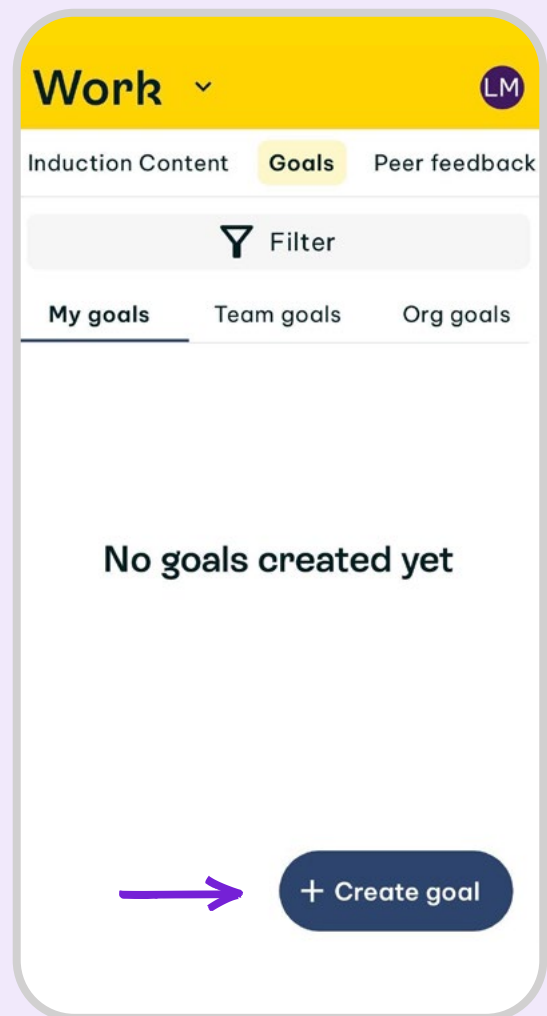 Work
LM
Induction Content Goals Peer feedback
Filter
My goals Team goals Org goals
No goals created yet
+ Create goal